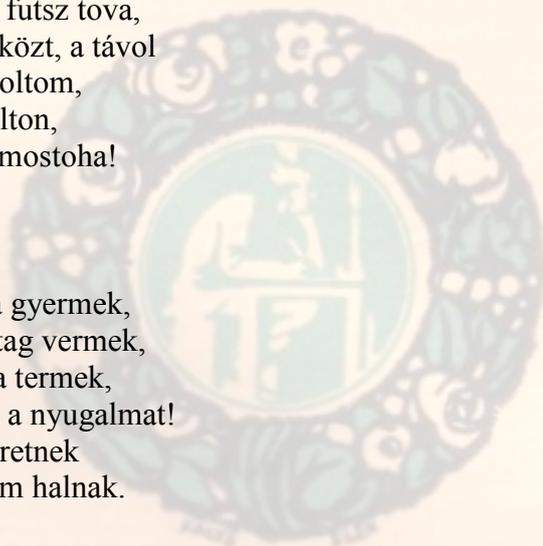 futsz tova,
közt, a távol
oltom,
lton,
mostoha!
gyermek,
tag vermek,
a termek,
a nyugalmat!
retnek
m halnak.